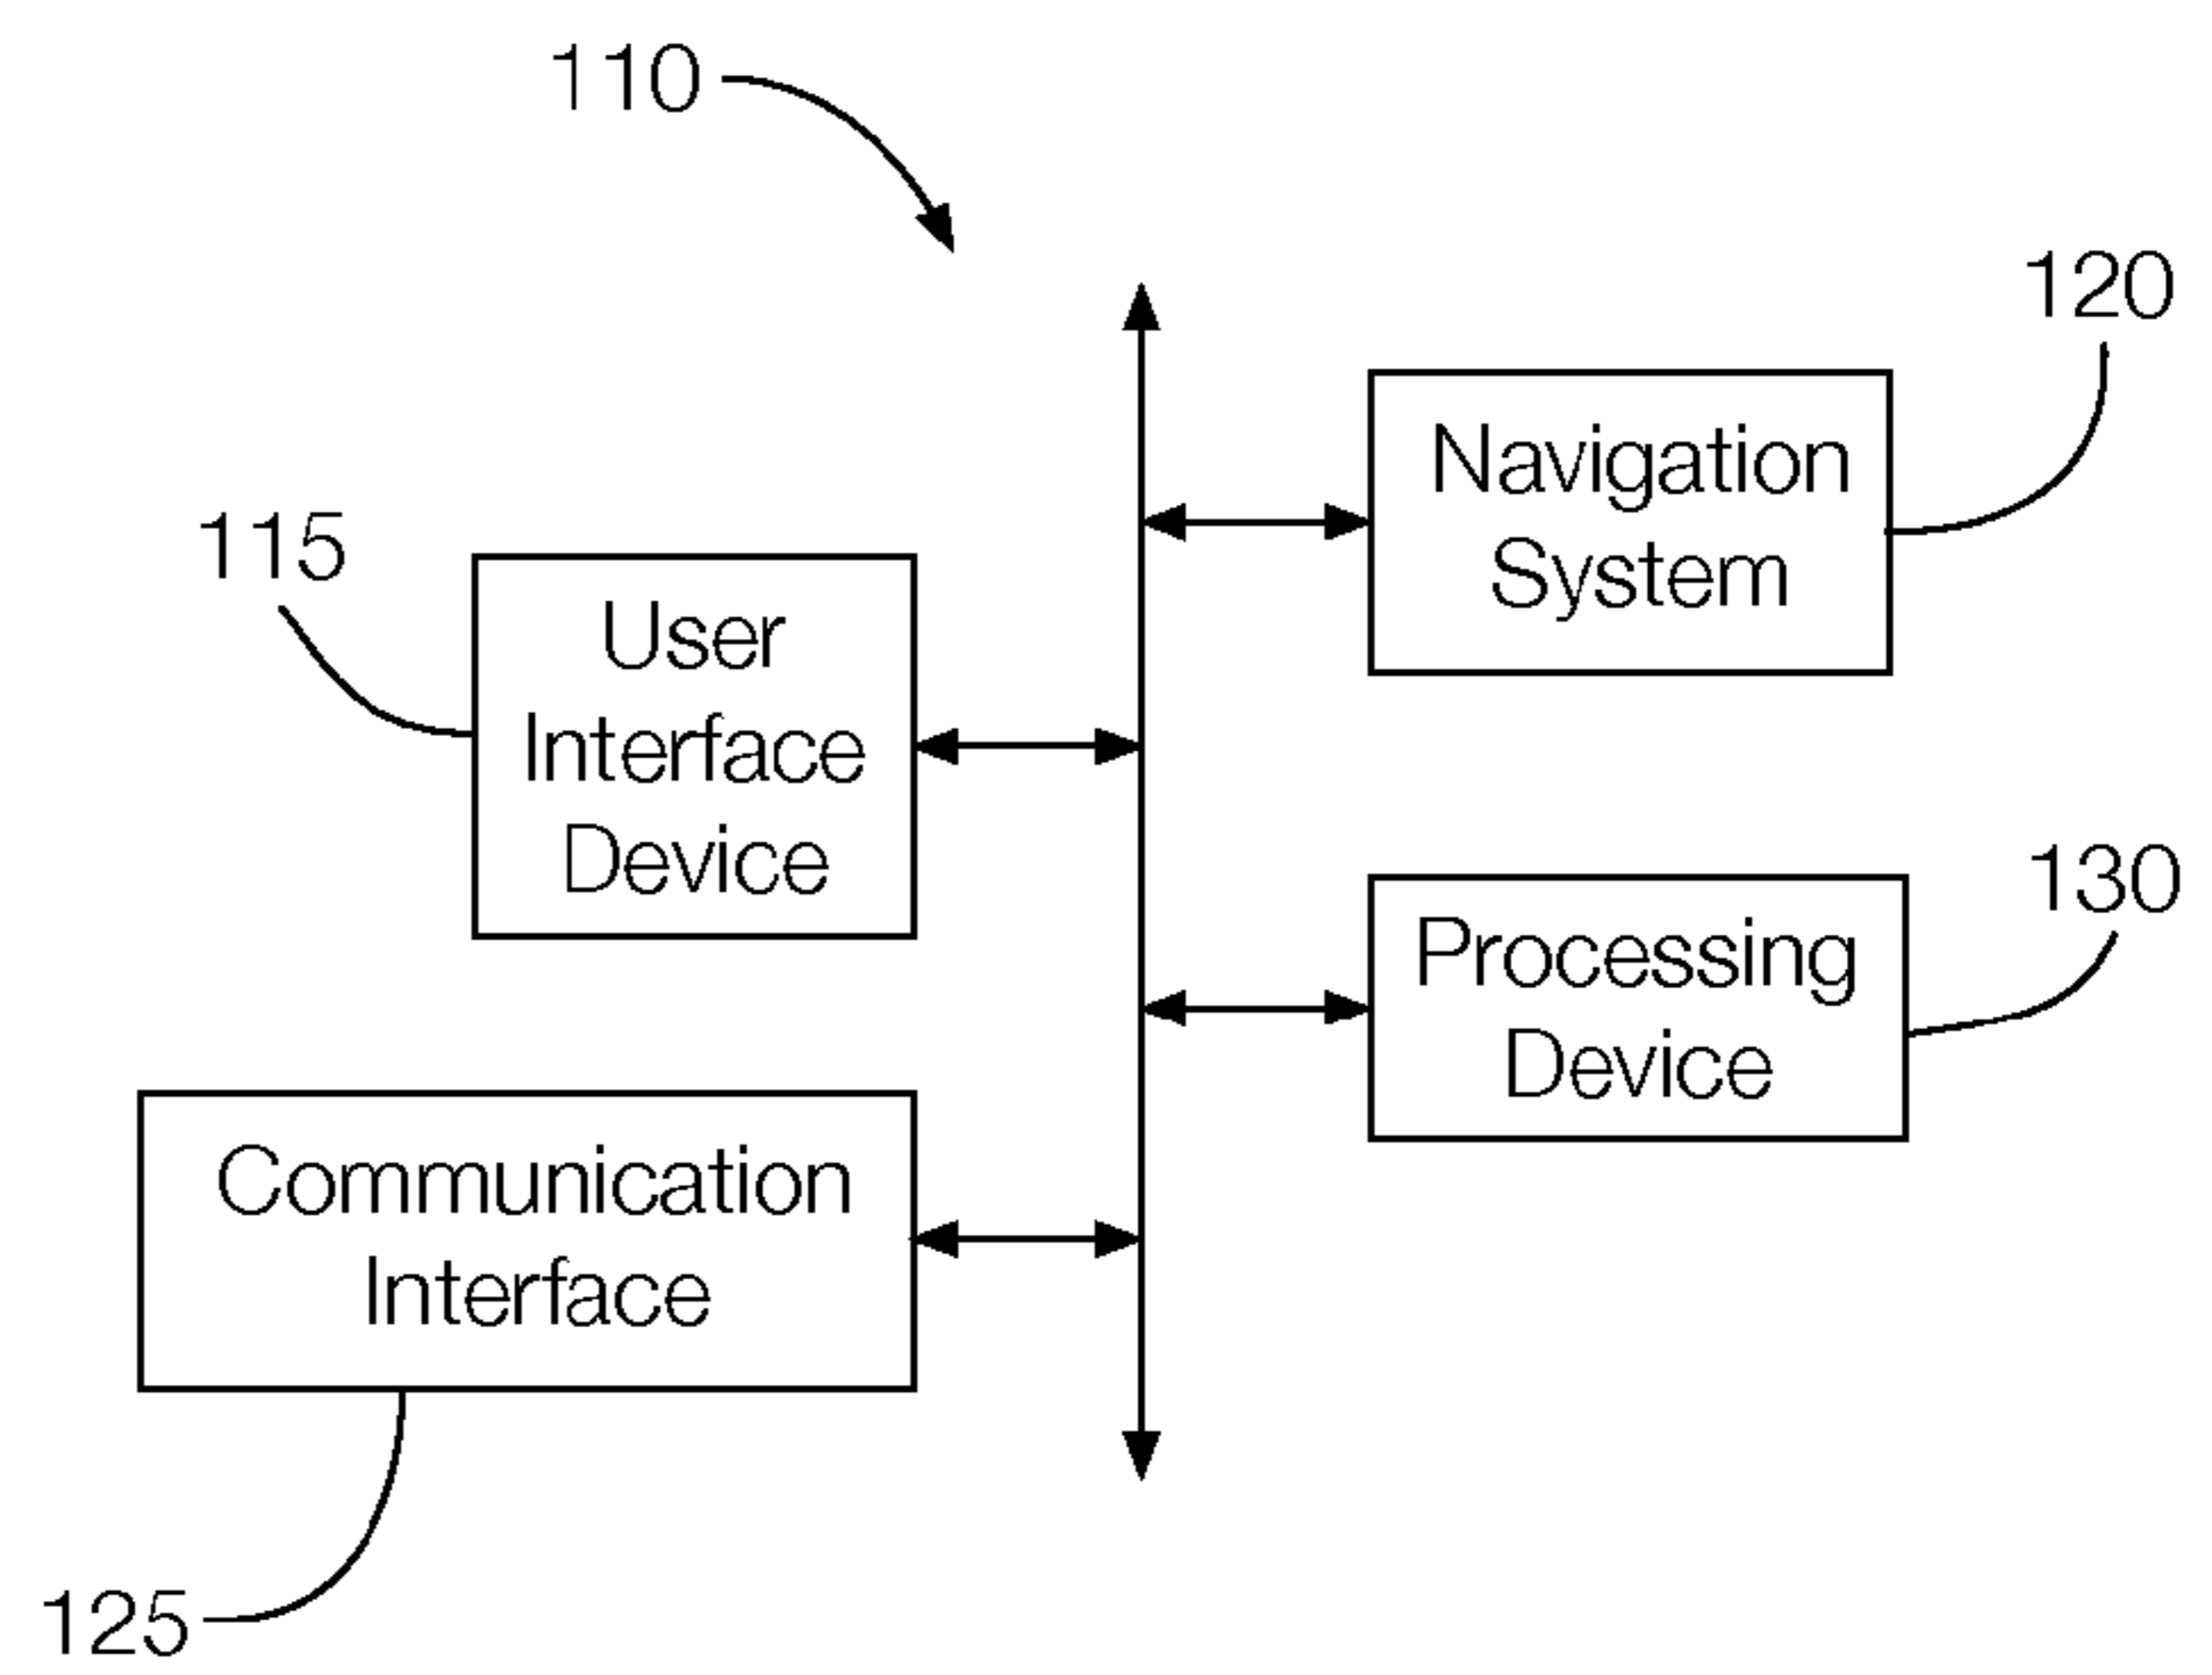 110
120
Navigation
System
115
User
Interface
Device
130
Processing
Device
Communication
Interface
125